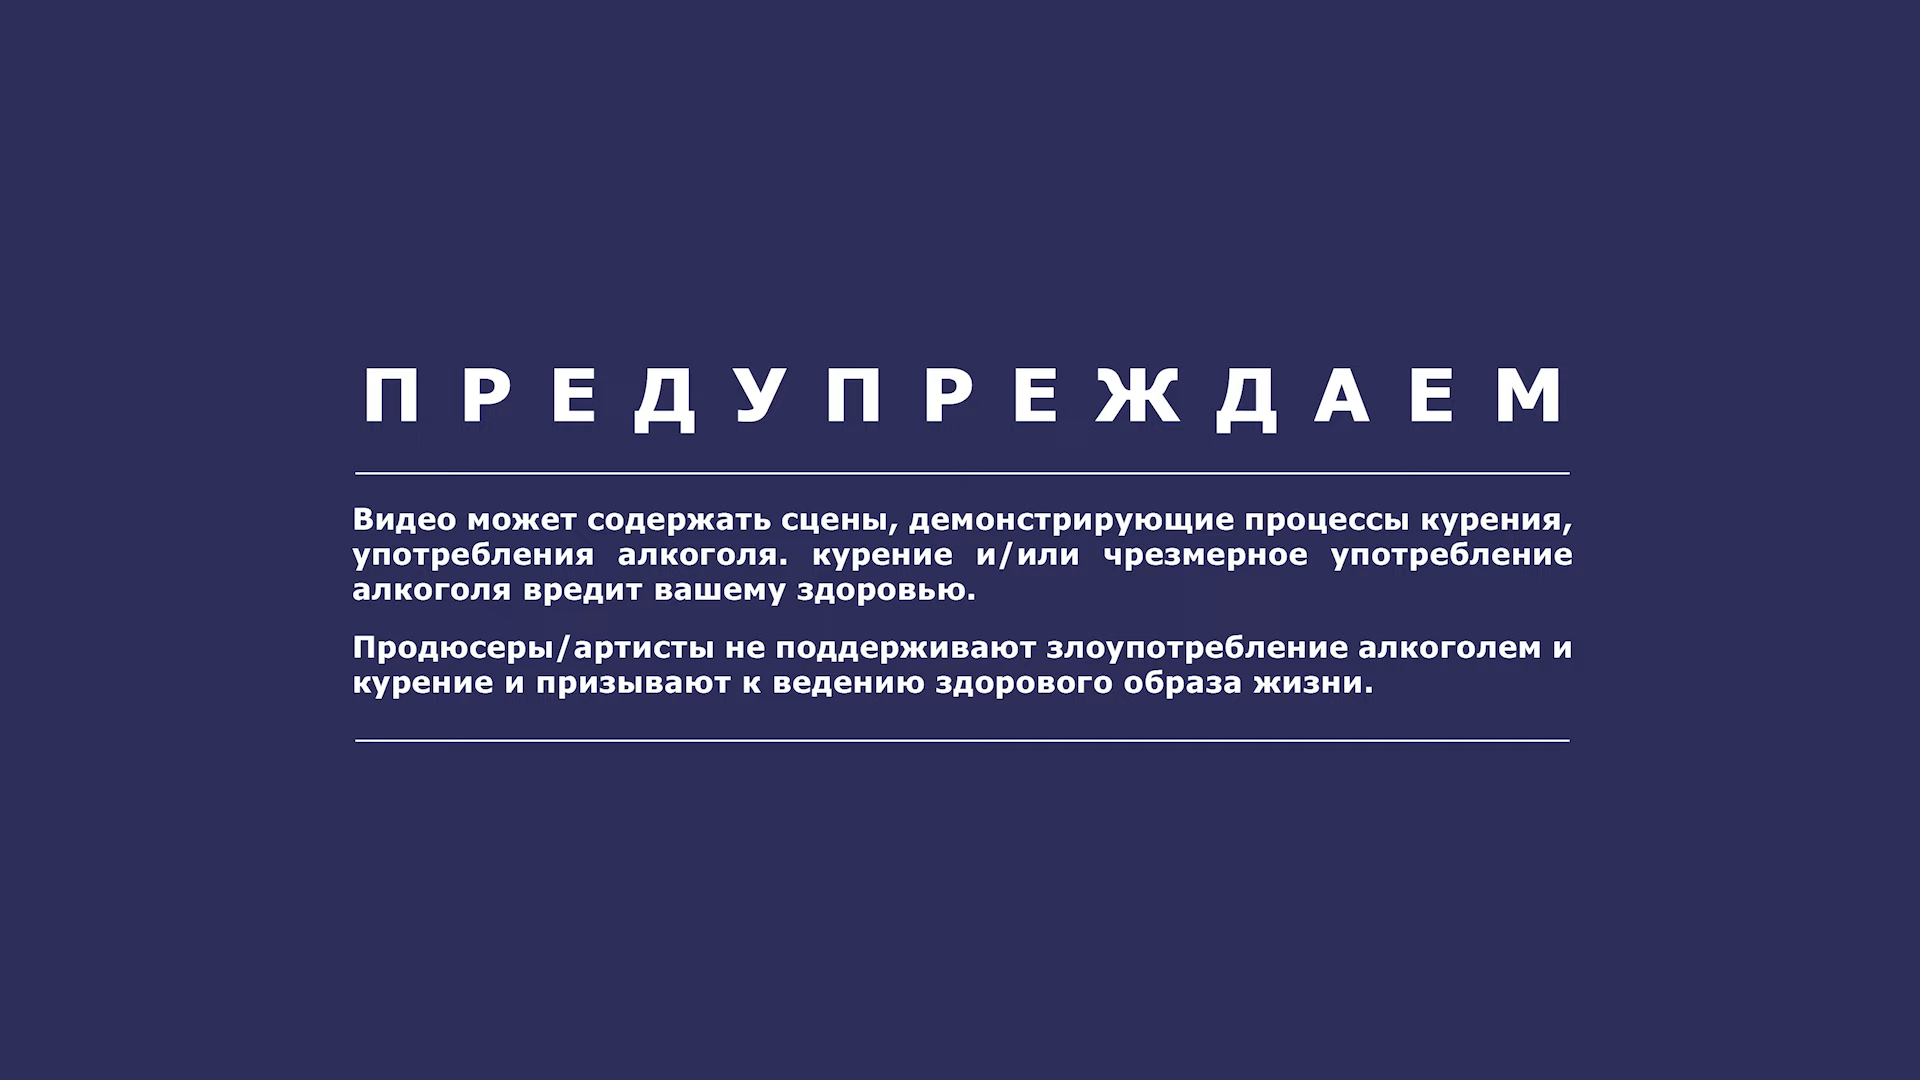 ПРЕДУПРЕЖДАЕМ
Видео может содержать сцены, демонстрирующие процессы курения,
употребления алкоголя. курение и/или чрезмерное употребление
алкоголя вредит вашему здоровью.
Продюсеры/артисты не поддерживают злоупотребление алкоголем и
курение и призывают к ведению здорового образа жизни.